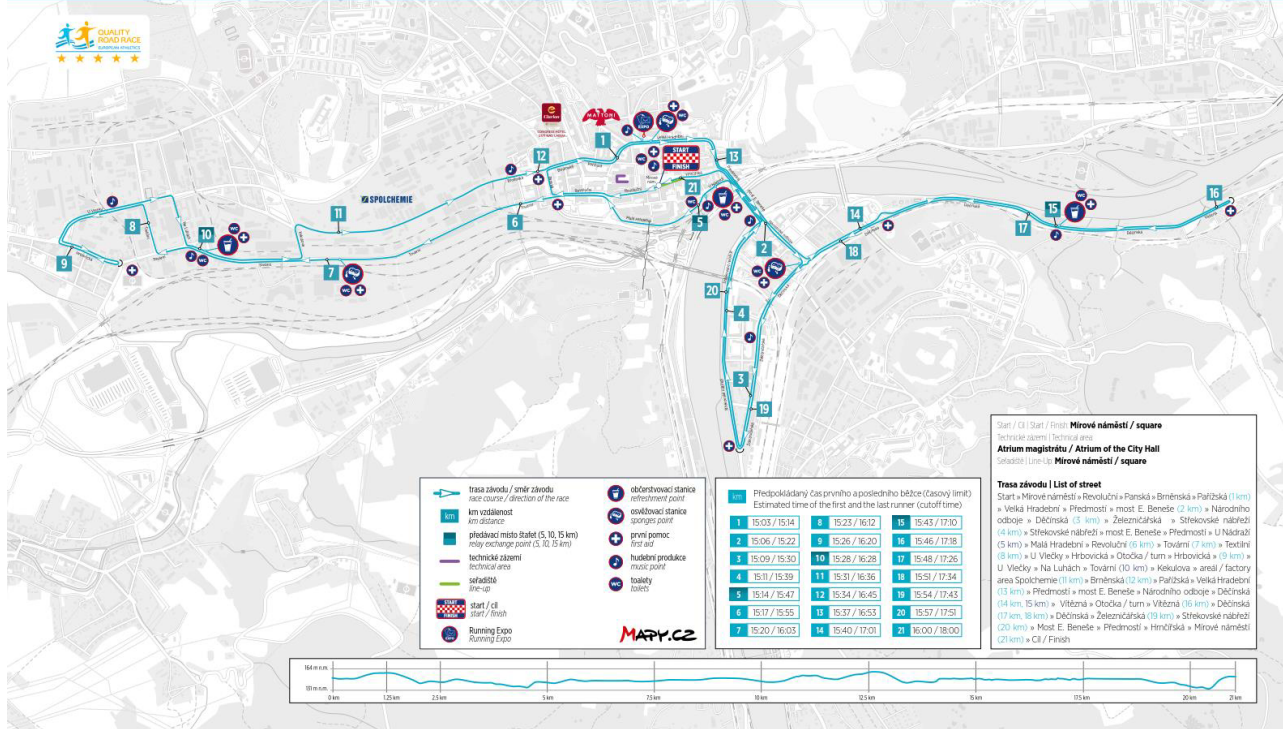 QUALITY
ROAD RACE
EUROPEAN ATHLETICS
MATTONI
EXPO
WC
START
FINISH
SPOLCHEMIE
1
2
3
4
5
6
7
8
9
10
11
12
13
14
15
16
17
18
19
20
21
trasa závodu / směr závodu
race course / direction of the race
km
km vzdálenost
km distance
předávací místo štafet (5, 10, 15 km)
relay exchange point (5, 10, 15 km)
technické zázemí
technical area
seřadiště
line-up
START
FINISH
start / cíl
start / finish
EXPO
Running Expo
Running Expo
občerstvovací stanice
refreshment point
osvěžovací stanice
sponges point
první pomoc
first aid
hudební produkce
music point
WC
toalety
toilets
MAPY.CZ
km
Předpokládaný čas prvního a posledního běžce (časový limit)
Estimated time of the first and the last runner (cutoff time)
1 15:03 / 15:14
2 15:06 / 15:22
3 15:09 / 15:30
4 15:11 / 15:39
5 15:14 / 15:47
6 15:17 / 15:55
7 15:20 / 16:03
8 15:23 / 16:12
9 15:26 / 16:20
10 15:28 / 16:28
11 15:31 / 16:36
12 15:34 / 16:45
13 15:37 / 16:53
14 15:40 / 17:01
15 15:43 / 17:10
16 15:46 / 17:18
17 15:48 / 17:26
18 15:51 / 17:34
19 15:54 / 17:43
20 15:57 / 17:51
21 16:00 / 18:00
Start / Cíl | Start / Finish: Mírové náměstí / square
Technické zázemí | Technical area:
Atrium magistrátu / Atrium of the City Hall
Seřadiště | Line-Up: Mírové náměstí / square
Trasa závodu | List of street
Start » Mírové náměstí » Revoluční » Panská » Brněnská » Pařížská (1 km)
» Velká Hradební » Předmostí » most E. Beneše (2 km) » Národního
odboje » Děčínská (3 km) » Železničářská » Střekovské nábřeží
(4 km) » Střekovské nábřeží » most E. Beneše » Předmostí » U Nádraží
(5 km) » Malá Hradební » Revoluční (6 km) » Tovární (7 km) » Textilní
(8 km) » U Vlečky » Hrbovická » Otočka / turn » Hrbovická » (9 km) »
U Vlečky » Na Luhách » Tovární (10 km) » Kekulova » areál / factory
area Spolchemie (11 km) » Brněnská (12 km) » Pařížská » Velká Hradební
(13 km) » Předmostí » most E. Beneše » Národního odboje » Děčínská
(14 km, 15 km) » Vítězná » Otočka / turn » Vítězná (16 km) » Děčínská
(17 km, 18 km) » Děčínská » Železničářská (19 km) » Střekovské nábřeží
(20 km) » Most E. Beneše » Předmostí » Hrnčířská » Mírové náměstí
(21 km) » Cíl / Finish
164 m n.m.
131 m n.m.
0 km 1.25 km 2.5 km 5 km 7.5 km 10 km 12.5 km 15 km 17.5 km 20 km 21 km